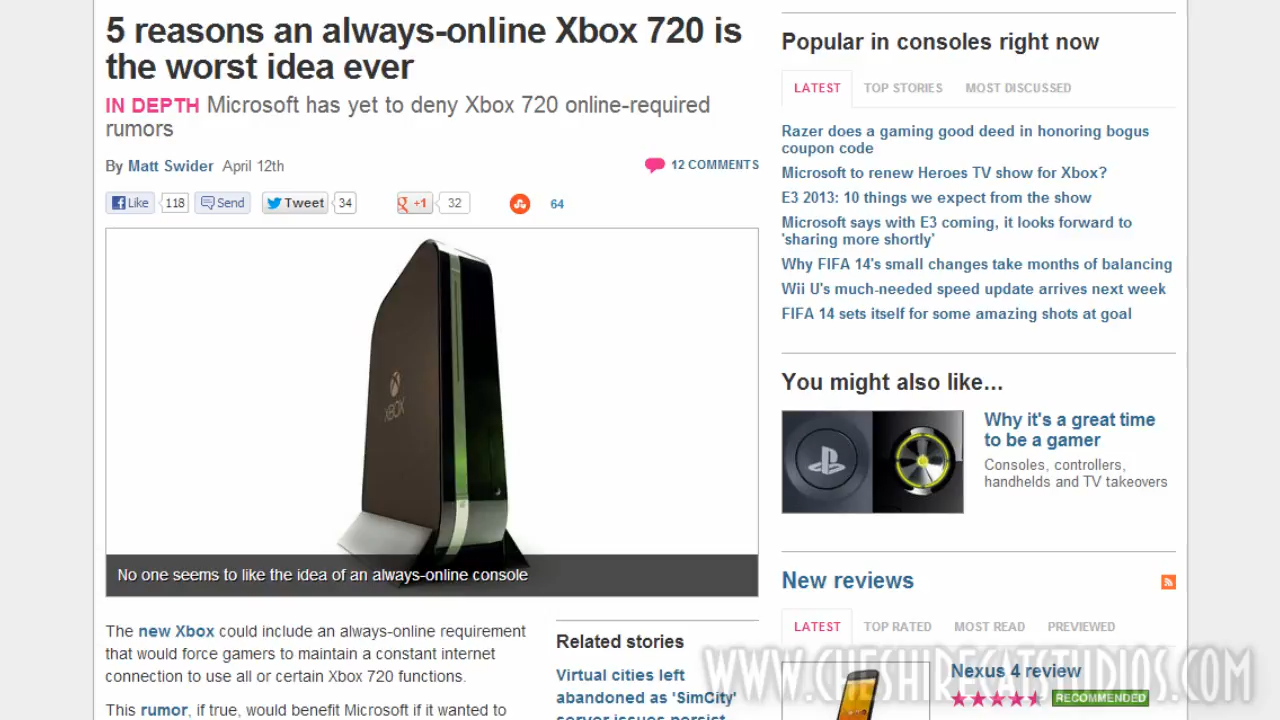 5 reasons an always-online Xbox 720 is
the worst idea ever
IN DEPTH Microsoft has yet to deny Xbox 720 online-required
rumors
By Matt Swider April 12th
12 COMMENTS
Like 118 Send Tweet 34 +1 32 64
XBOX
No one seems to like the idea of an always-online console
The new Xbox could include an always-online requirement
that would force gamers to maintain a constant internet
connection to use all or certain Xbox 720 functions.
This rumor, if true, would benefit Microsoft if it wanted to
Related stories
Virtual cities left
abandoned as 'SimCity'
server issues persist
Popular in consoles right now
LATEST TOP STORIES MOST DISCUSSED
Razer does a gaming good deed in honoring bogus
coupon code
Microsoft to renew Heroes TV show for Xbox?
E3 2013: 10 things we expect from the show
Microsoft says with E3 coming, it looks forward to
'sharing more shortly'
Why FIFA 14's small changes take months of balancing
Wii U's much-needed speed update arrives next week
FIFA 14 sets itself for some amazing shots at goal
You might also like...
Why it's a great time
to be a gamer
Consoles, controllers,
handhelds and TV takeovers
New reviews
LATEST TOP RATED MOST READ PREVIEWED
Nexus 4 review
RECOMMENDED
WWW.CHESHIRECATSTUDIOS.COM